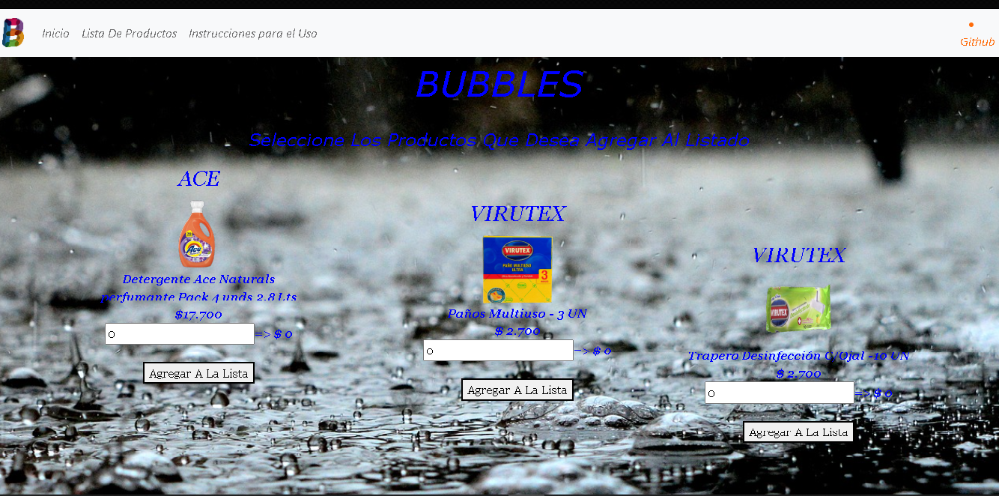 B
Inicio Lista De Productos Instrucciones para el Uso
Github
BUBBLES
Seleccione Los Productos Que Desea Agregar Al Listado
ACE
Ace
Detergente Ace Naturals
perfumante Pack 4 unds 2.8 Lts
$17.700
0
=> $ 0
Agregar A La Lista
VIRUTEX
VIRUTEX
PAÑO MULTIUSO
ULTRA
3
Paños Multiuso - 3 UN
$ 2.700
0
=> $ 0
Agregar A La Lista
VIRUTEX
VIRUTEX
Trapero Desinfección C/Ojal -10 UN
$ 2.700
0
=> $ 0
Agregar A La Lista